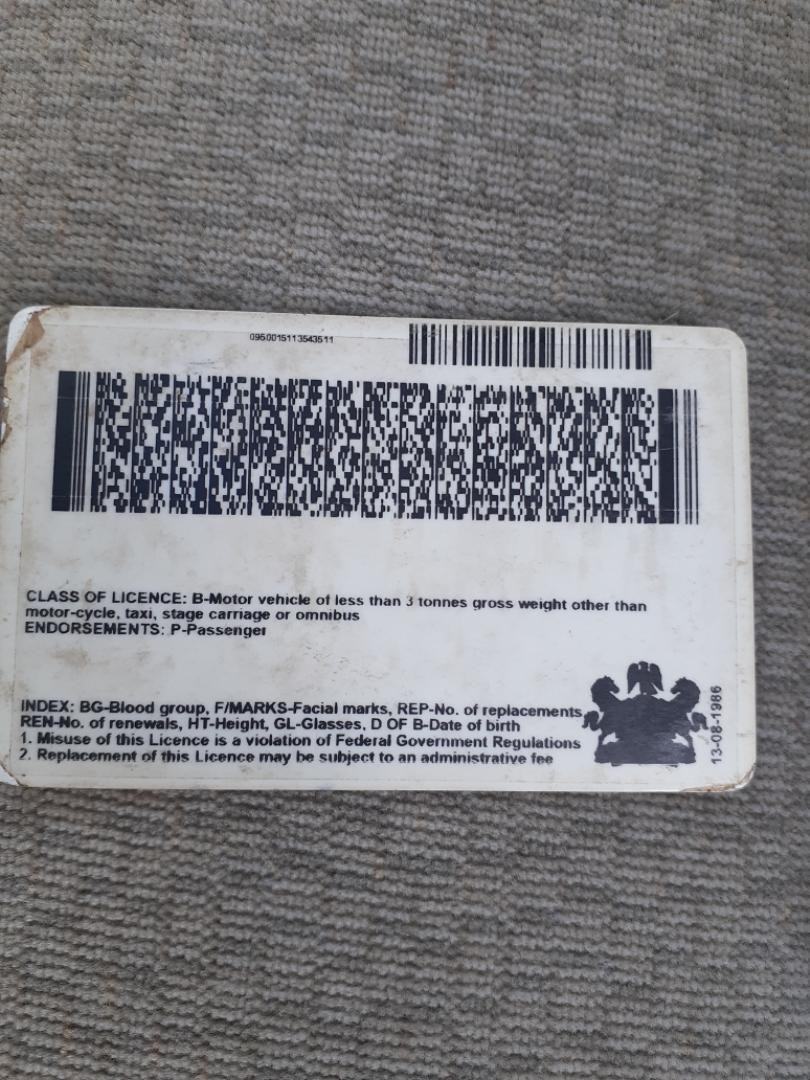 0950015113543511
CLASS OF LICENCE: B-Motor vehicle of less than 3 tonnes gross weight other than
motor-cycle, taxi, stage carriage or omnibus
ENDORSEMENTS: P-Passenger
INDEX: BG-Blood group, F/MARKS-Facial marks, REP-No. of replacements,
REN-No. of renewals, HT-Height, GL-Glasses, D OF B-Date of birth
1. Misuse of this Licence is a violation of Federal Government Regulations
2. Replacement of this Licence may be subject to an administrative fee
13-08-1986